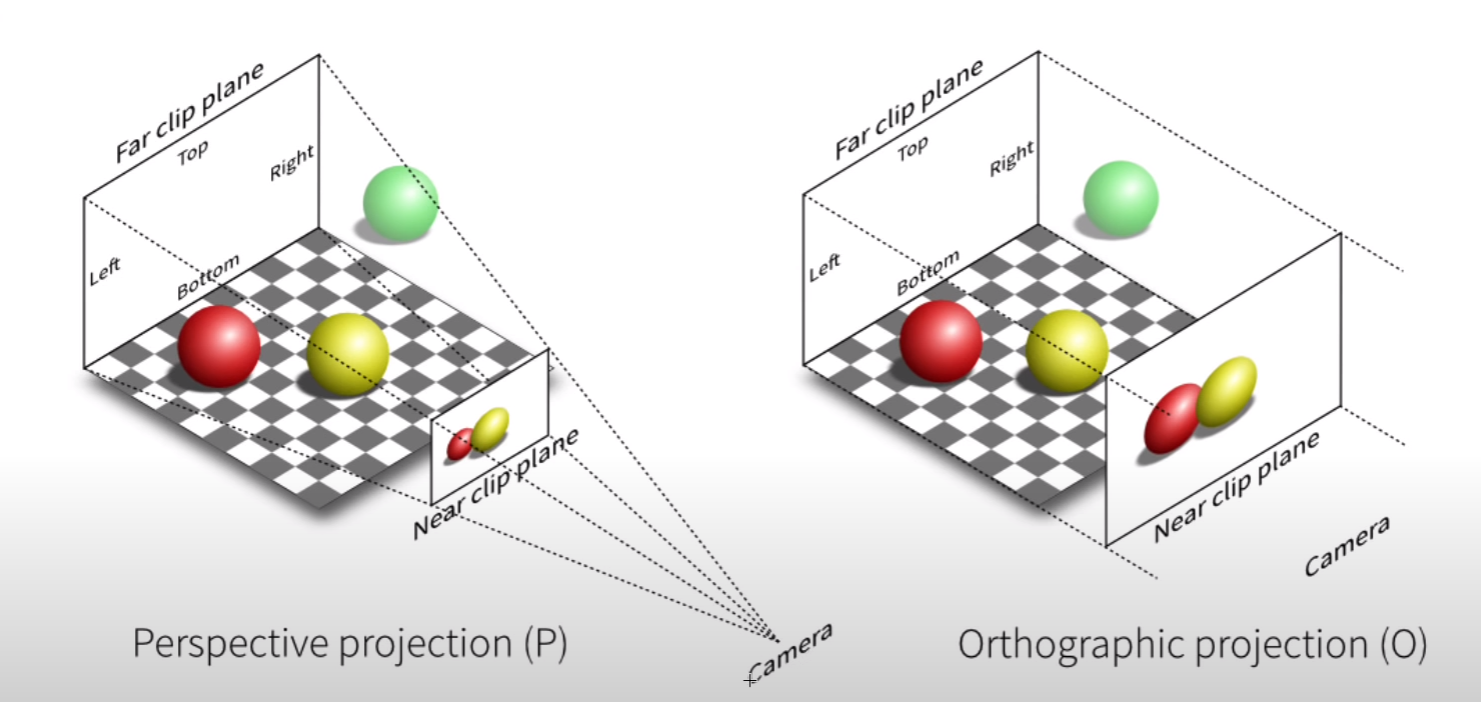 Far clip plane
Top
Right
Left
Bottom
Near clip plane
Camera
Perspective projection (P)
Far clip plane
Top
Right
Left
Bottom
Near clip plane
Camera
Orthographic projection (O)